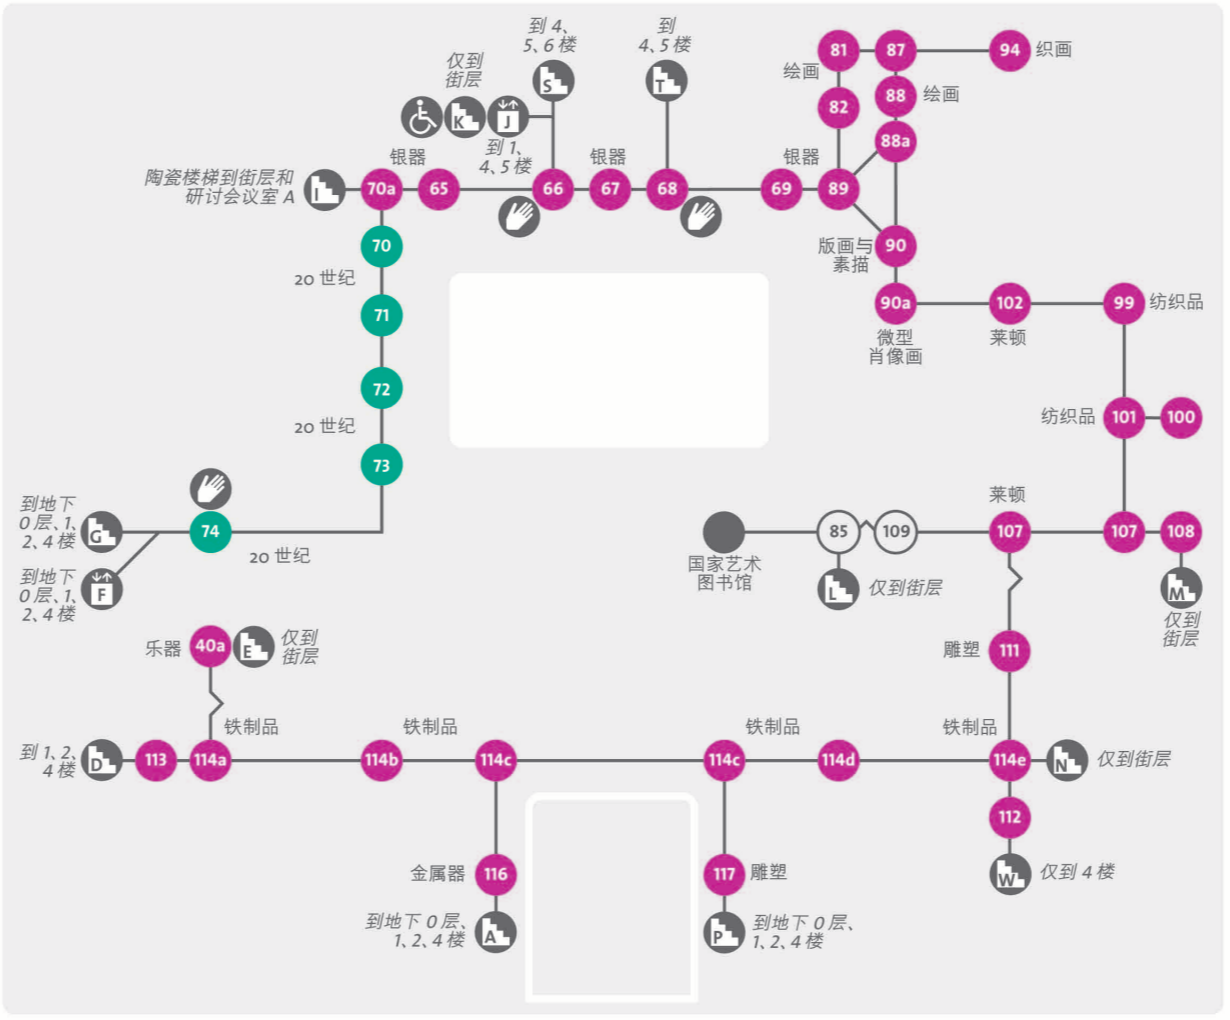 到 4、
5、6 楼
到
4、5 楼
仅到
街层
S
T
K
J
到 1、
4、5 楼
81
87
94
织画
绘画
82
88
绘画
88a
银器
银器
银器
陶瓷楼梯到街层和
研讨会议室 A
I
70a
65
66
67
68
69
89
70
版画与
素描
90
20 世纪
71
90a
102
99
纺织品
微型
肖像画
莱顿
72
20 世纪
纺织品
101
100
73
到地下
0 层、1、
2、4 楼
G
74
20 世纪
莱顿
85
109
107
107
108
国家艺术
图书馆
到地下
0 层、1、
2、4 楼
F
L
仅到街层
M
仅到
街层
乐器
40a
E
仅到
街层
雕塑
111
铁制品
铁制品
铁制品
铁制品
到 1、2、
4 楼
D
113
114a
114b
114c
114c
114d
114e
N
仅到街层
112
金属器
116
117
雕塑
W
仅到 4 楼
到地下 0 层、
1、2、4 楼
A
P
到地下 0 层、
1、2、4 楼